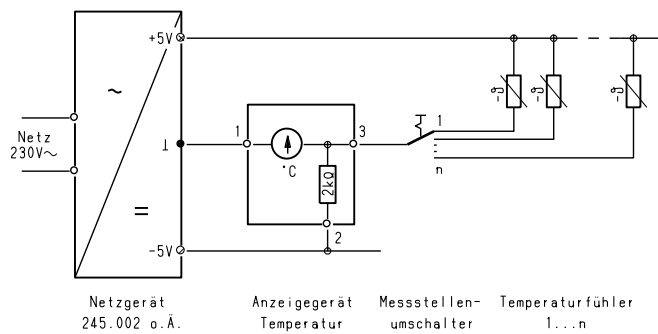 +5V
~
Netz
230V~
⊥
=
-5V
1
3
°C
2kΩ
2
1
n
-ϑ
-ϑ
-ϑ
Netzgerät
245.002 o.Ä.
Anzeigegerät
Temperatur
Messstellen-
umschalter
Temperaturfühler
1...n